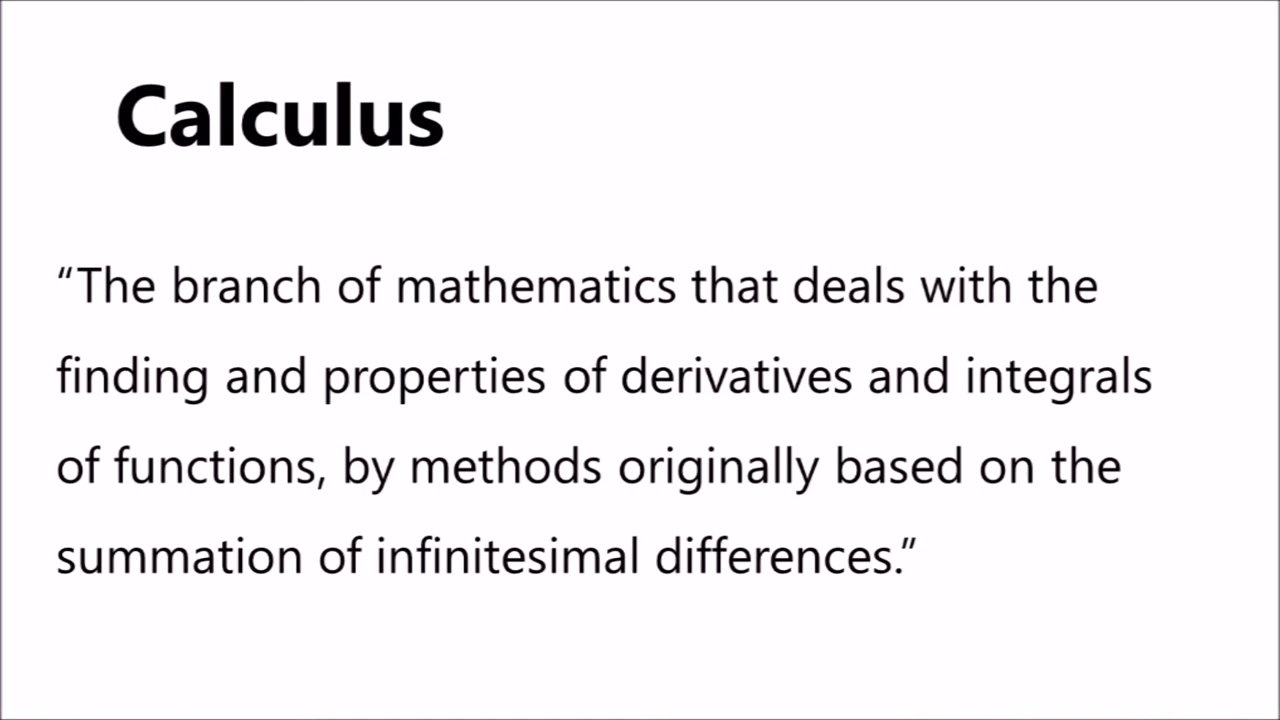 Calculus
“The branch of mathematics that deals with the
finding and properties of derivatives and integrals
of functions, by methods originally based on the
summation of infinitesimal differences.”